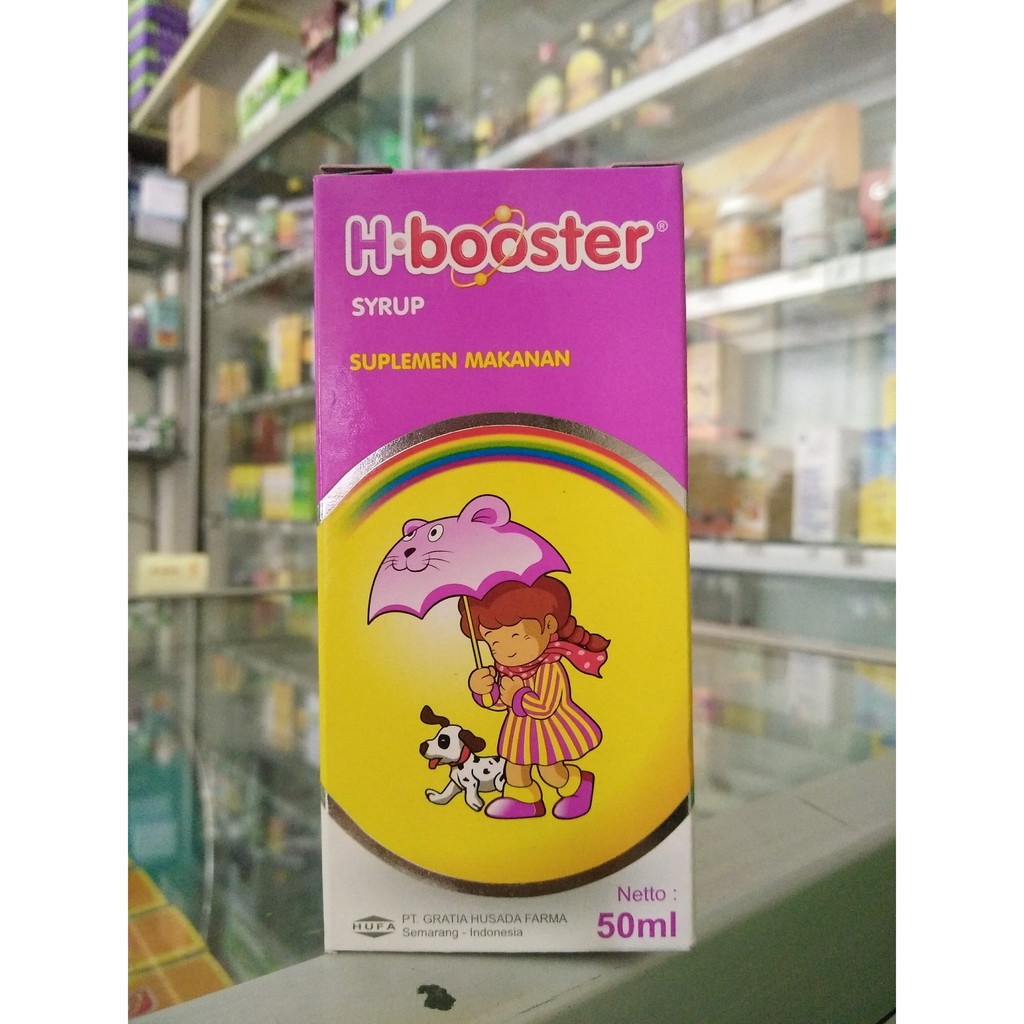 H·booster®
SYRUP
SUPLEMEN MAKANAN
Netto :
50ml
HUFA
PT. GRATIA HUSADA FARMA
Semarang - Indonesia